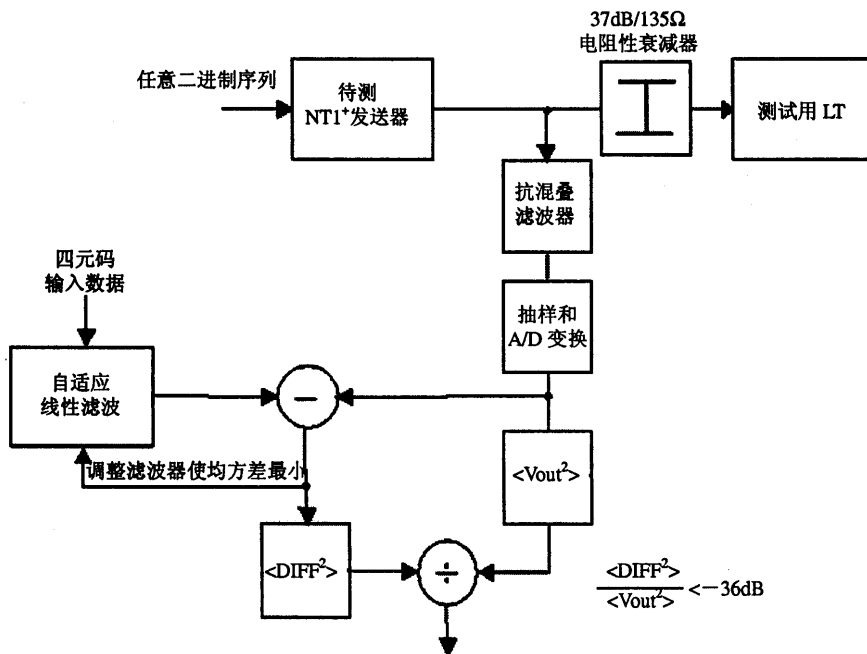 37dB/135Ω
电阻性衰减器
任意二进制序列
待测
NT1⁺发送器
测试用 LT
抗混叠
滤波器
四元码
输入数据
抽样和
A/D 变换
自适应
线性滤波
−
<Vout²>
调整滤波器使均方差最小
<DIFF²>
÷
<DIFF²>
<Vout²>
<−36dB